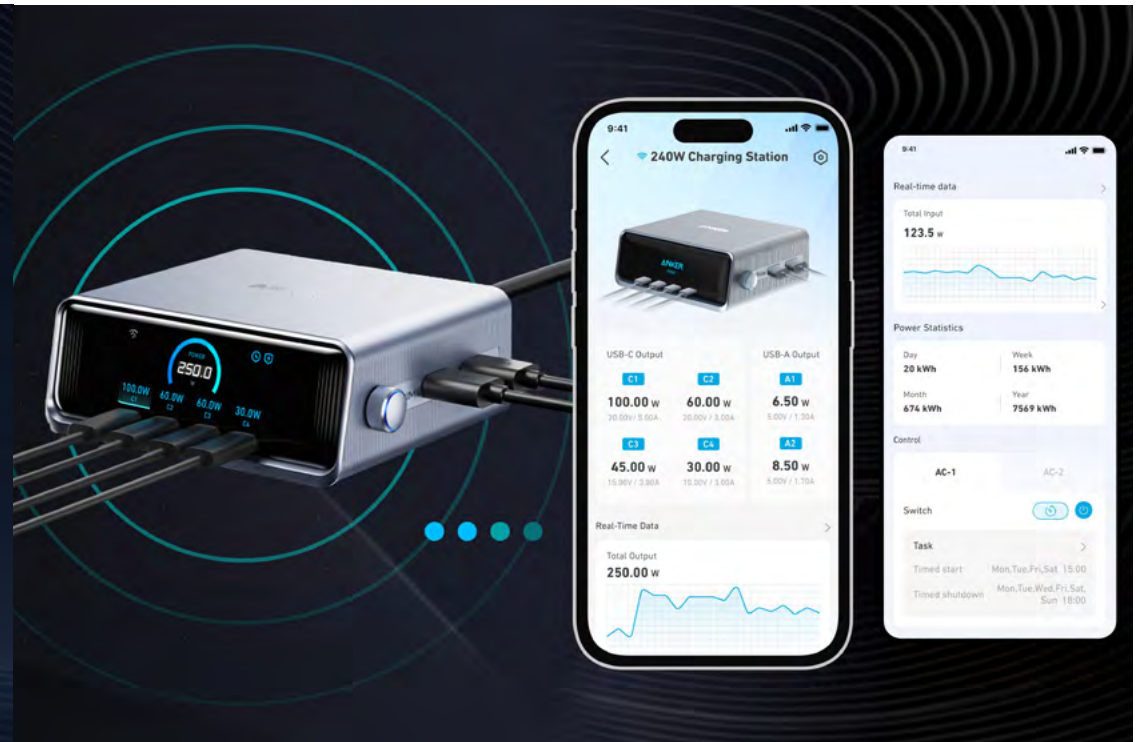 POWER
250.0
W
100.0W
C1
60.0W
C2
60.0W
C3
30.0W
C4
9:41
240W Charging Station
ANKER
USB-C Output
USB-A Output
C1
C2
A1
100.00 w
60.00 w
6.50 w
20.00V / 5.00A
20.00V / 3.00A
5.00V / 1.30A
C3
C4
A2
45.00 w
30.00 w
8.50 w
15.00V / 3.00A
10.00V / 3.00A
5.00V / 1.70A
Real-Time Data
Total Output
250.00 w
9:41
Real-time data
Total Input
123.5 w
Power Statistics
Day
Week
20 kWh
156 kWh
Month
Year
674 kWh
7569 kWh
Control
AC-1
AC-2
Switch
Task
Timed start
Mon,Tue,Fri,Sat 15:00
Timed shutdown
Mon,Tue,Wed,Fri,Sat,
Sun 18:00